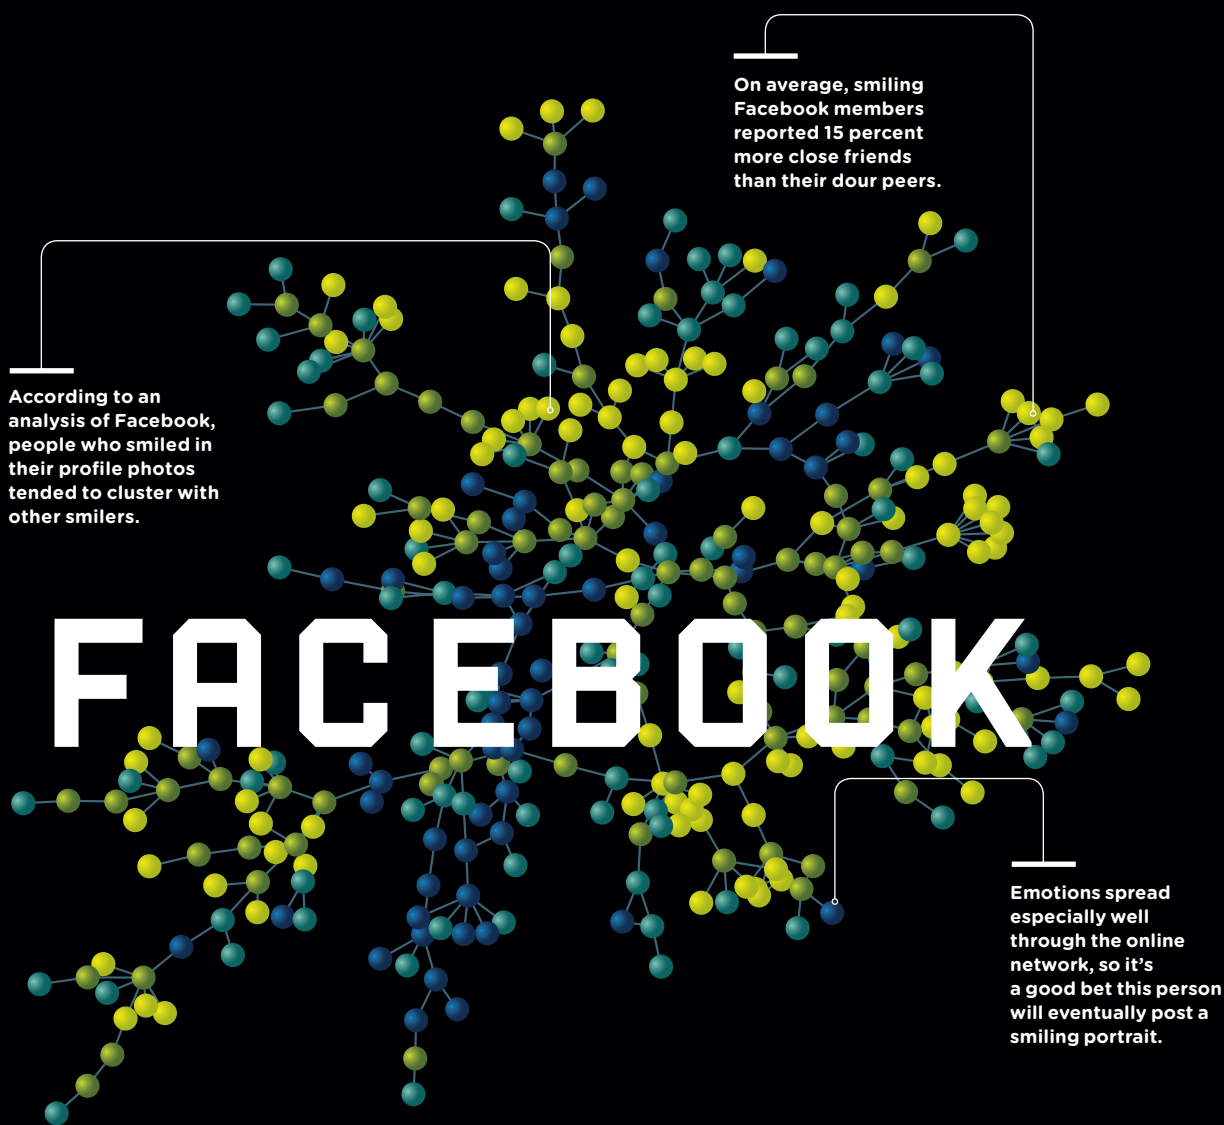 On average, smiling
Facebook members
reported 15 percent
more close friends
than their dour peers.
According to an
analysis of Facebook,
people who smiled in
their profile photos
tended to cluster with
other smilers.
FACEBOOK
Emotions spread
especially well
through the online
network, so it’s
a good bet this person
will eventually post a
smiling portrait.